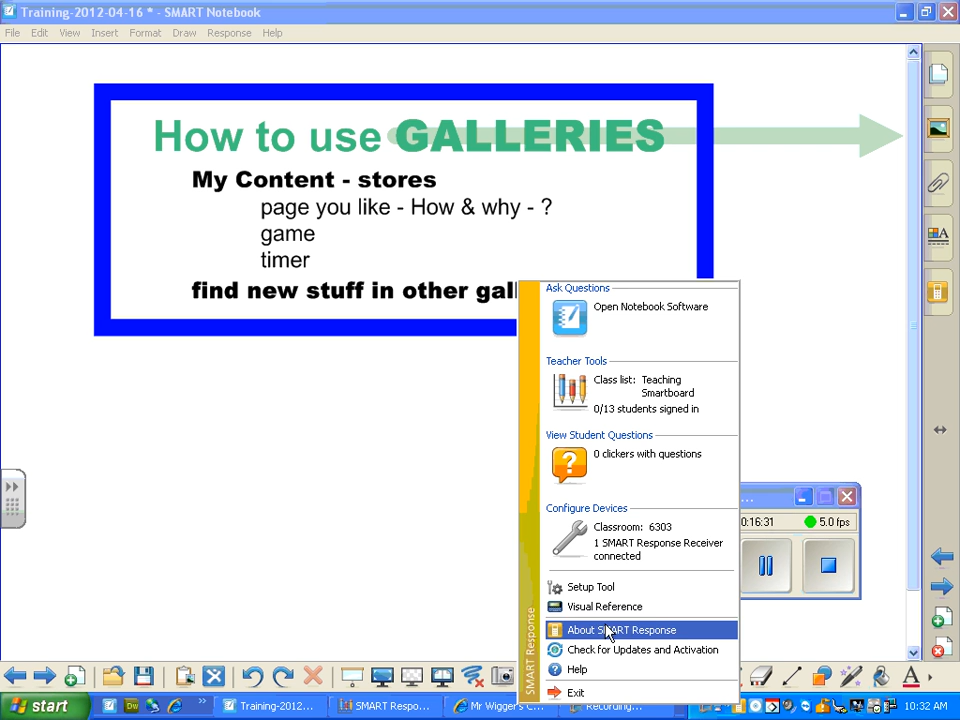 Training-2012-04-16 * - SMART Notebook
File Edit View Insert Format Draw Response Help
How to use GALLERIES
My Content - stores
page you like - How & why - ?
game
timer
find new stuff in other gall
Ask Questions
Open Notebook Software
Teacher Tools
Class list: Teaching
Smartboard
0/13 students signed in
View Student Questions
0 clickers with questions
Configure Devices
Classroom: 6303
1 SMART Response Receiver
connected
Setup Tool
Visual Reference
About SMART Response
Check for Updates and Activation
Help
Exit
SMART Response
...
0:16:31 5.0 fps
start
Training-2012...
SMART Respo...
Mr Wigger's C...
Recording...
10:32 AM